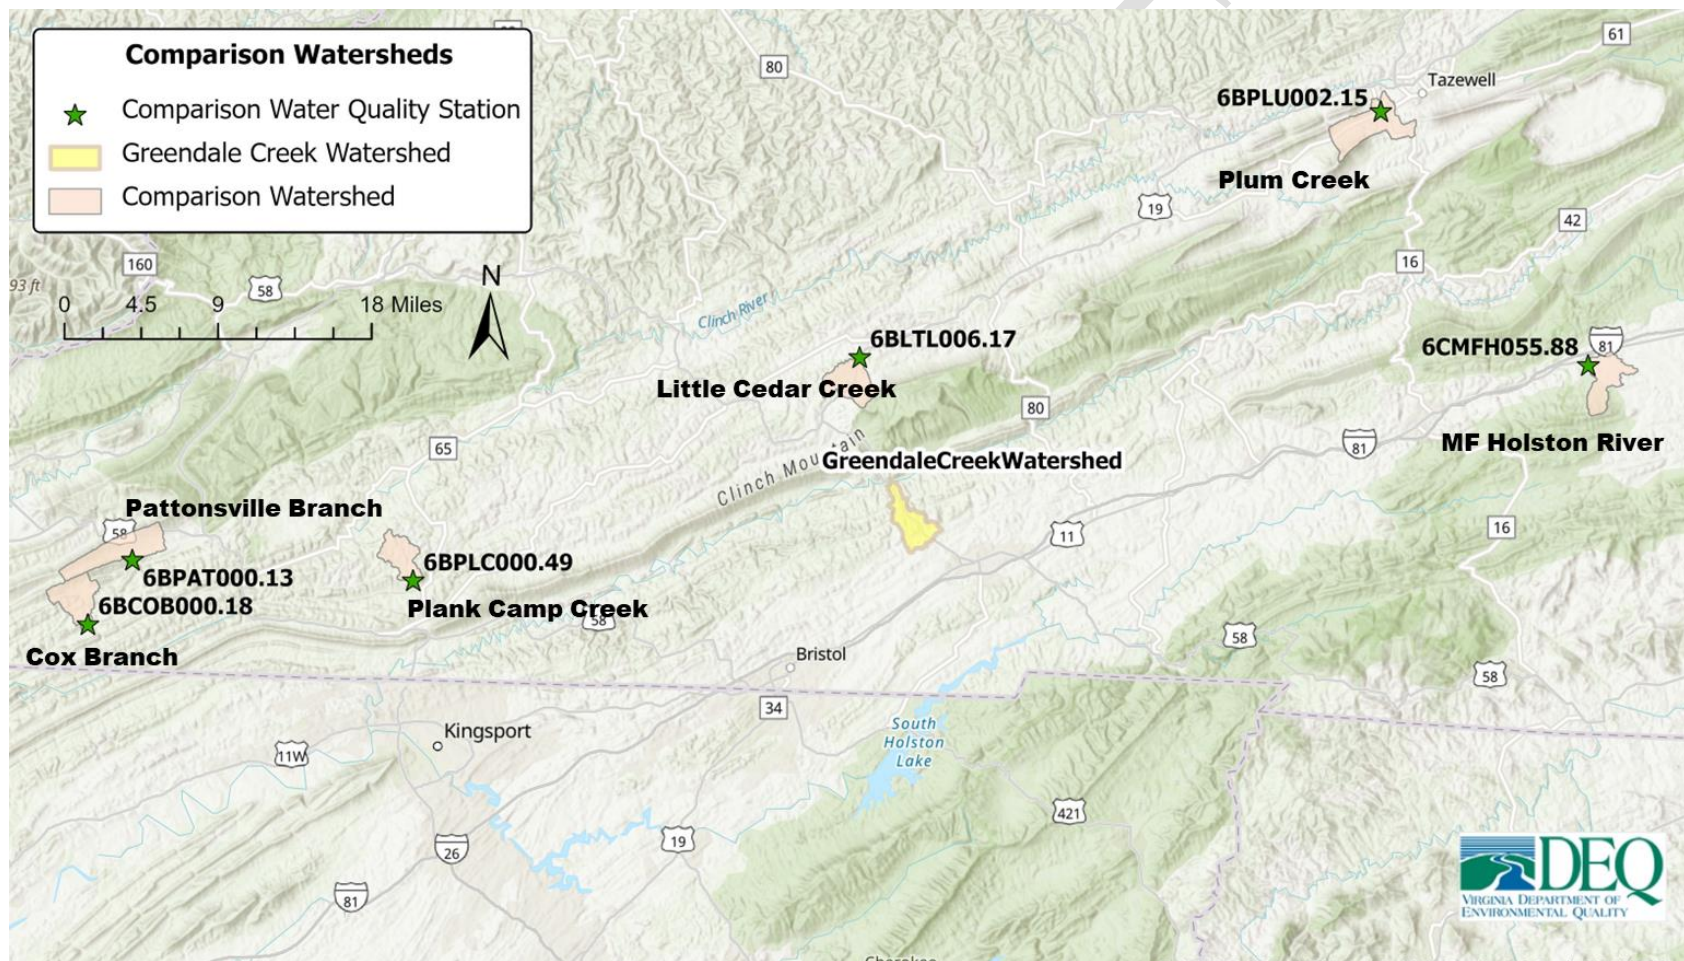 Comparison Watersheds
Comparison Water Quality Station
Greendale Creek Watershed
Comparison Watershed
80
61
Tazewell
6BPLU002.15
Plum Creek
19
42
160
93 ft
58
16
N
0 4.5 9 18 Miles
Clinch River
6BLTL006.17
Little Cedar Creek
81
6CMFH055.88
MF Holston River
80
81
65
Clinch Mountain
GreendaleCreekWatershed
Pattonsville Branch
58
6BPAT000.13
6BCOB000.18
Cox Branch
6BPLC000.49
Plank Camp Creek
58
11
16
Bristol
58
58
34
Kingsport
11W
South
Holston
Lake
421
19
26
81
DEQ
VIRGINIA DEPARTMENT OF
ENVIRONMENTAL QUALITY